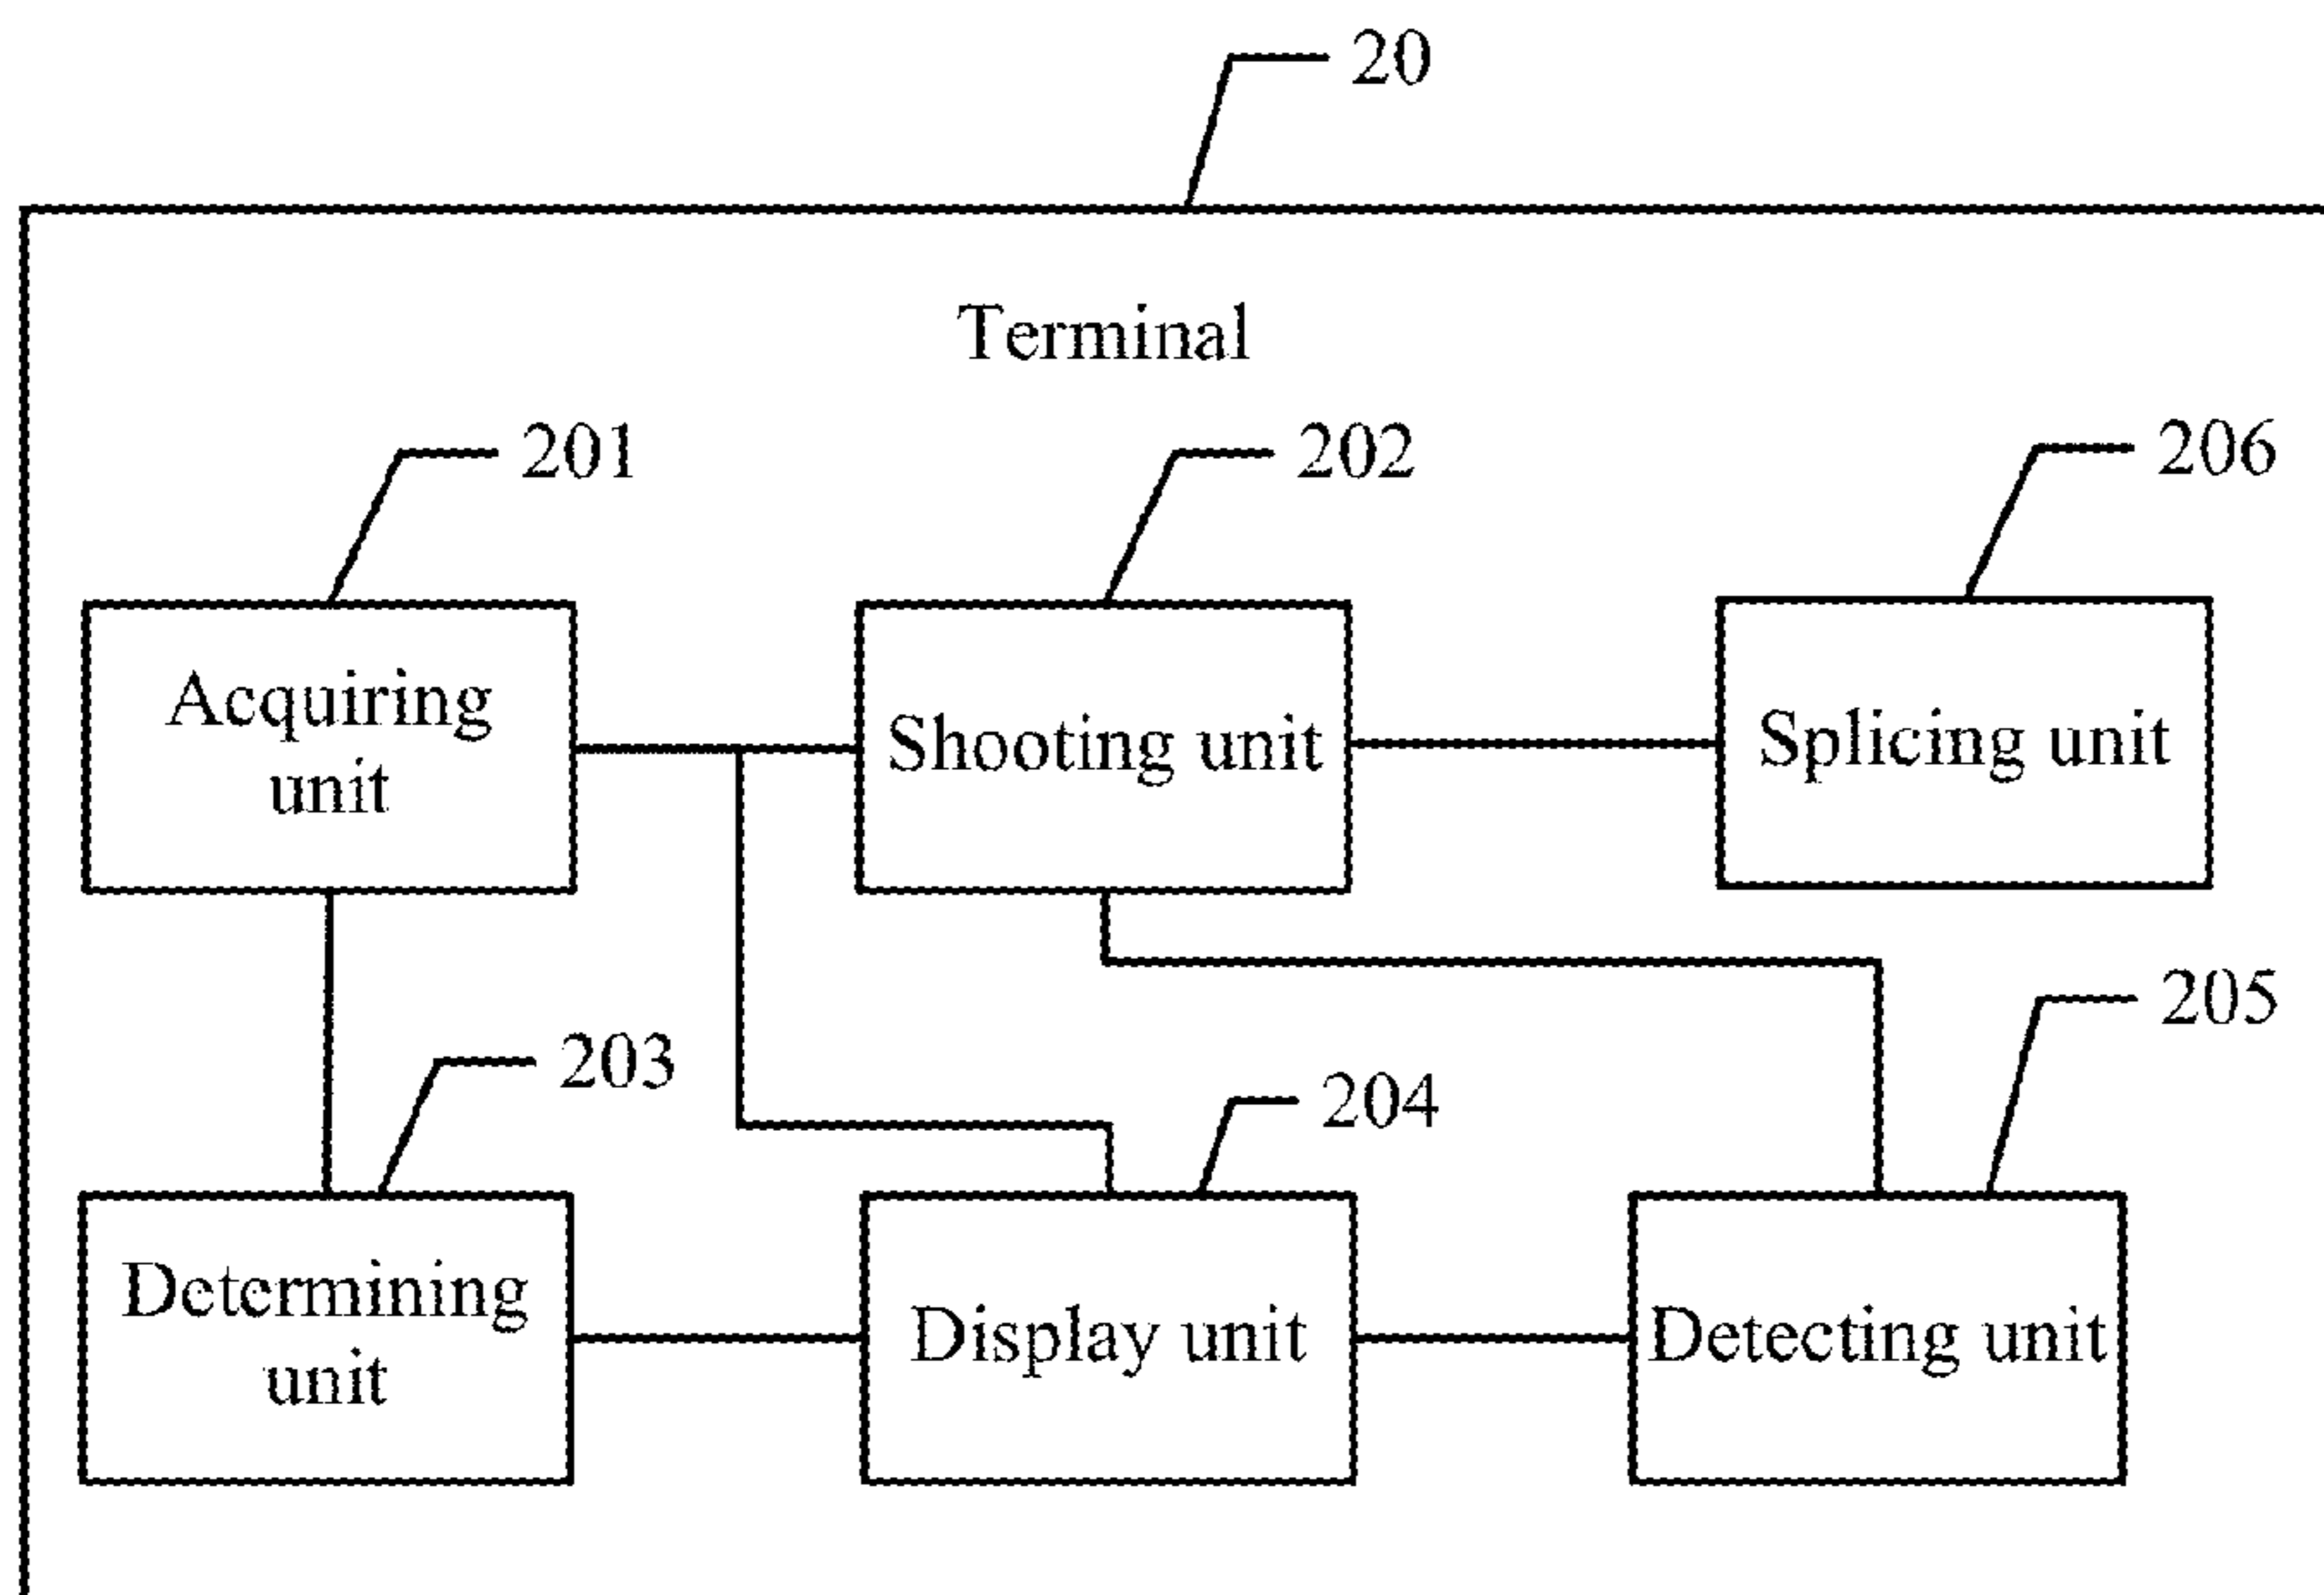 20
Terminal
201
202
206
Acquiring
unit
Shooting unit
Splicing unit
203
204
205
Determining
unit
Display unit
Detecting unit